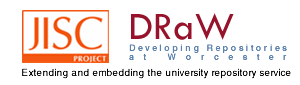 JISC
PROJECT
DRaW
Developing Repositories
at Worcester
Extending and embedding the university repository service